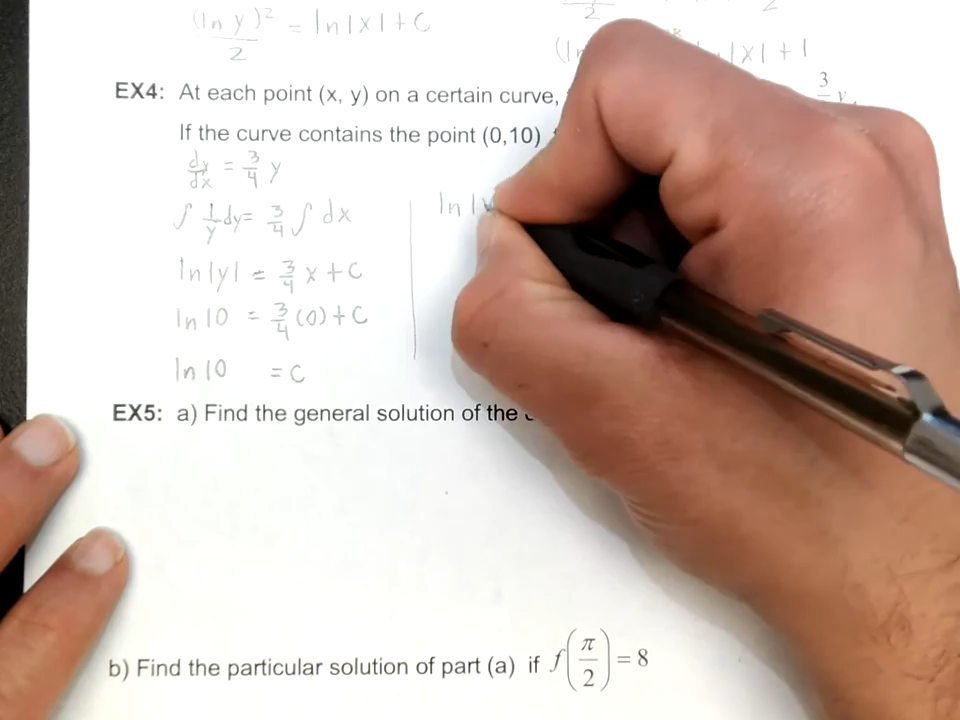 (ln y)²/2 = ln|x| + C
2
2
|x| + 1
EX4: At each point (x, y) on a certain curve, 3/4 y,
If the curve contains the point (0,10)
dy/dx = 3/4 y
∫ 1/y dy = 3/4 ∫ dx
ln|y| = 3/4 x + C
ln 10 = 3/4 (0) + C
ln 10 = C
ln |y
EX5: a) Find the general solution of the
b) Find the particular solution of part (a) if f(π/2) = 8